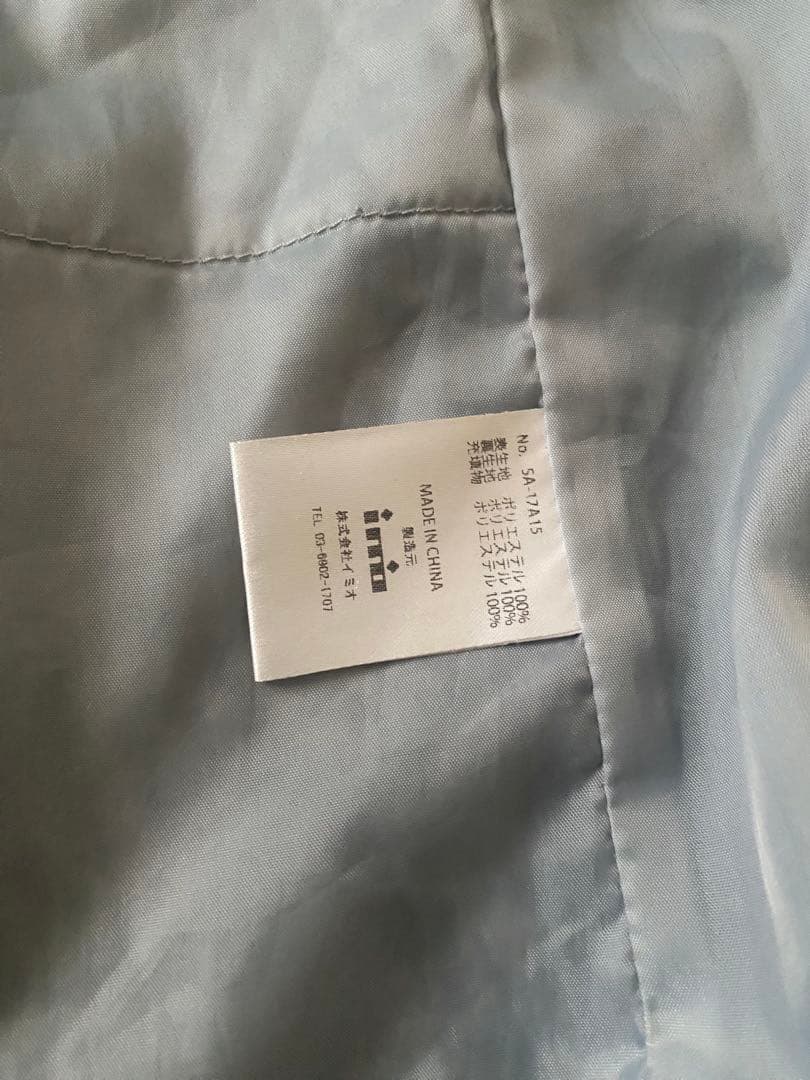 No. SA-17A15
表生地 ポリエステル100%
裏生地 ポリエステル100%
充填物 ポリエステル100%
MADE IN CHINA
製造元
株式会社イミオ
TEL 03-6902-1707